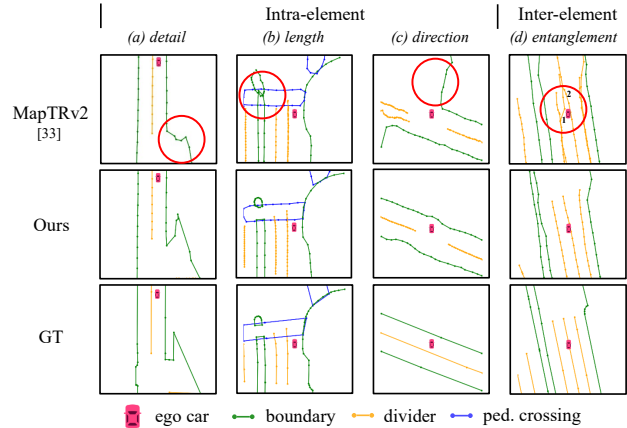 Intra-element Inter-element
(a) detail (b) length (c) direction (d) entanglement
MapTRv2
[33]
2
1
Ours
GT
ego car boundary divider ped. crossing